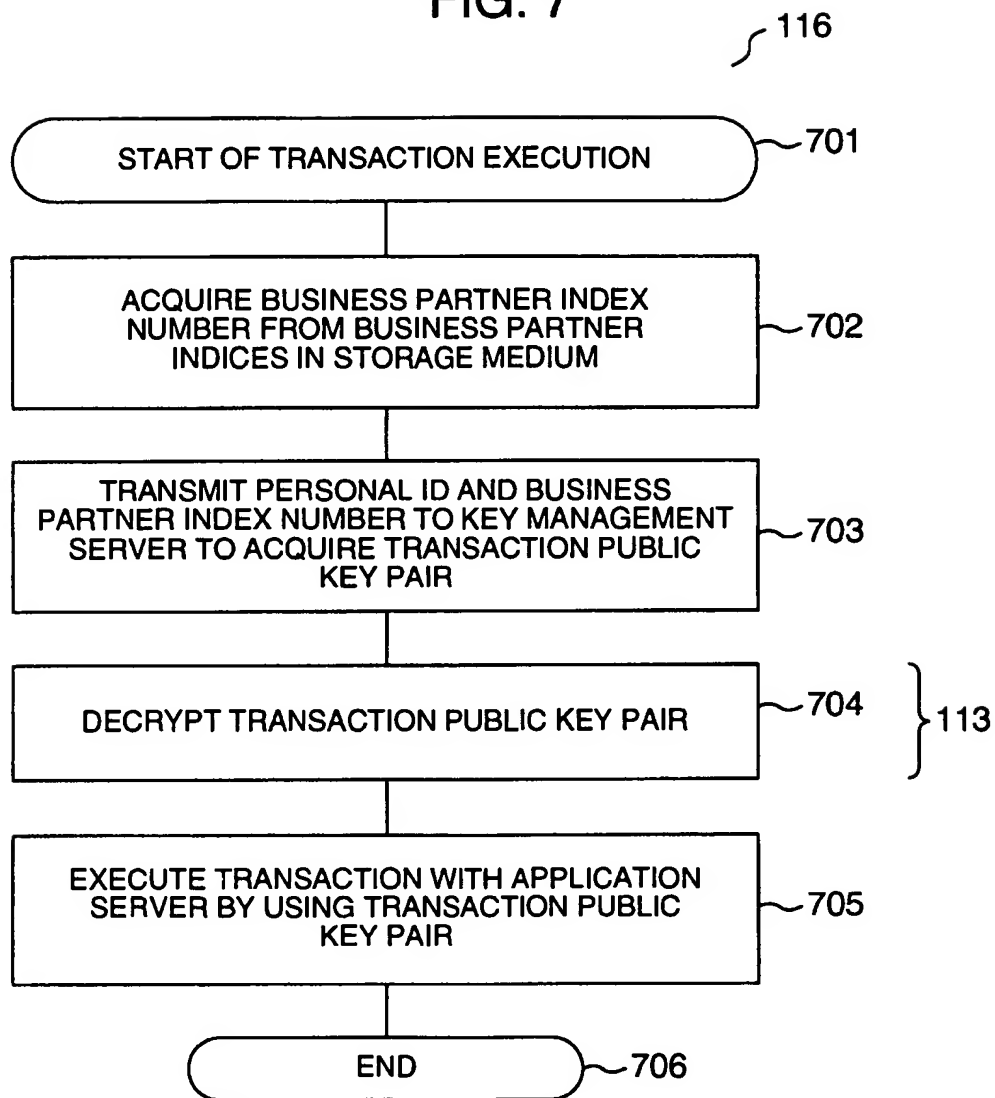 FIG. 7
116
START OF TRANSACTION EXECUTION
701
ACQUIRE BUSINESS PARTNER INDEX
NUMBER FROM BUSINESS PARTNER
INDICES IN STORAGE MEDIUM
702
TRANSMIT PERSONAL ID AND BUSINESS
PARTNER INDEX NUMBER TO KEY MANAGEMENT
SERVER TO ACQUIRE TRANSACTION PUBLIC
KEY PAIR
703
DECRYPT TRANSACTION PUBLIC KEY PAIR
704
113
EXECUTE TRANSACTION WITH APPLICATION
SERVER BY USING TRANSACTION PUBLIC
KEY PAIR
705
END
706